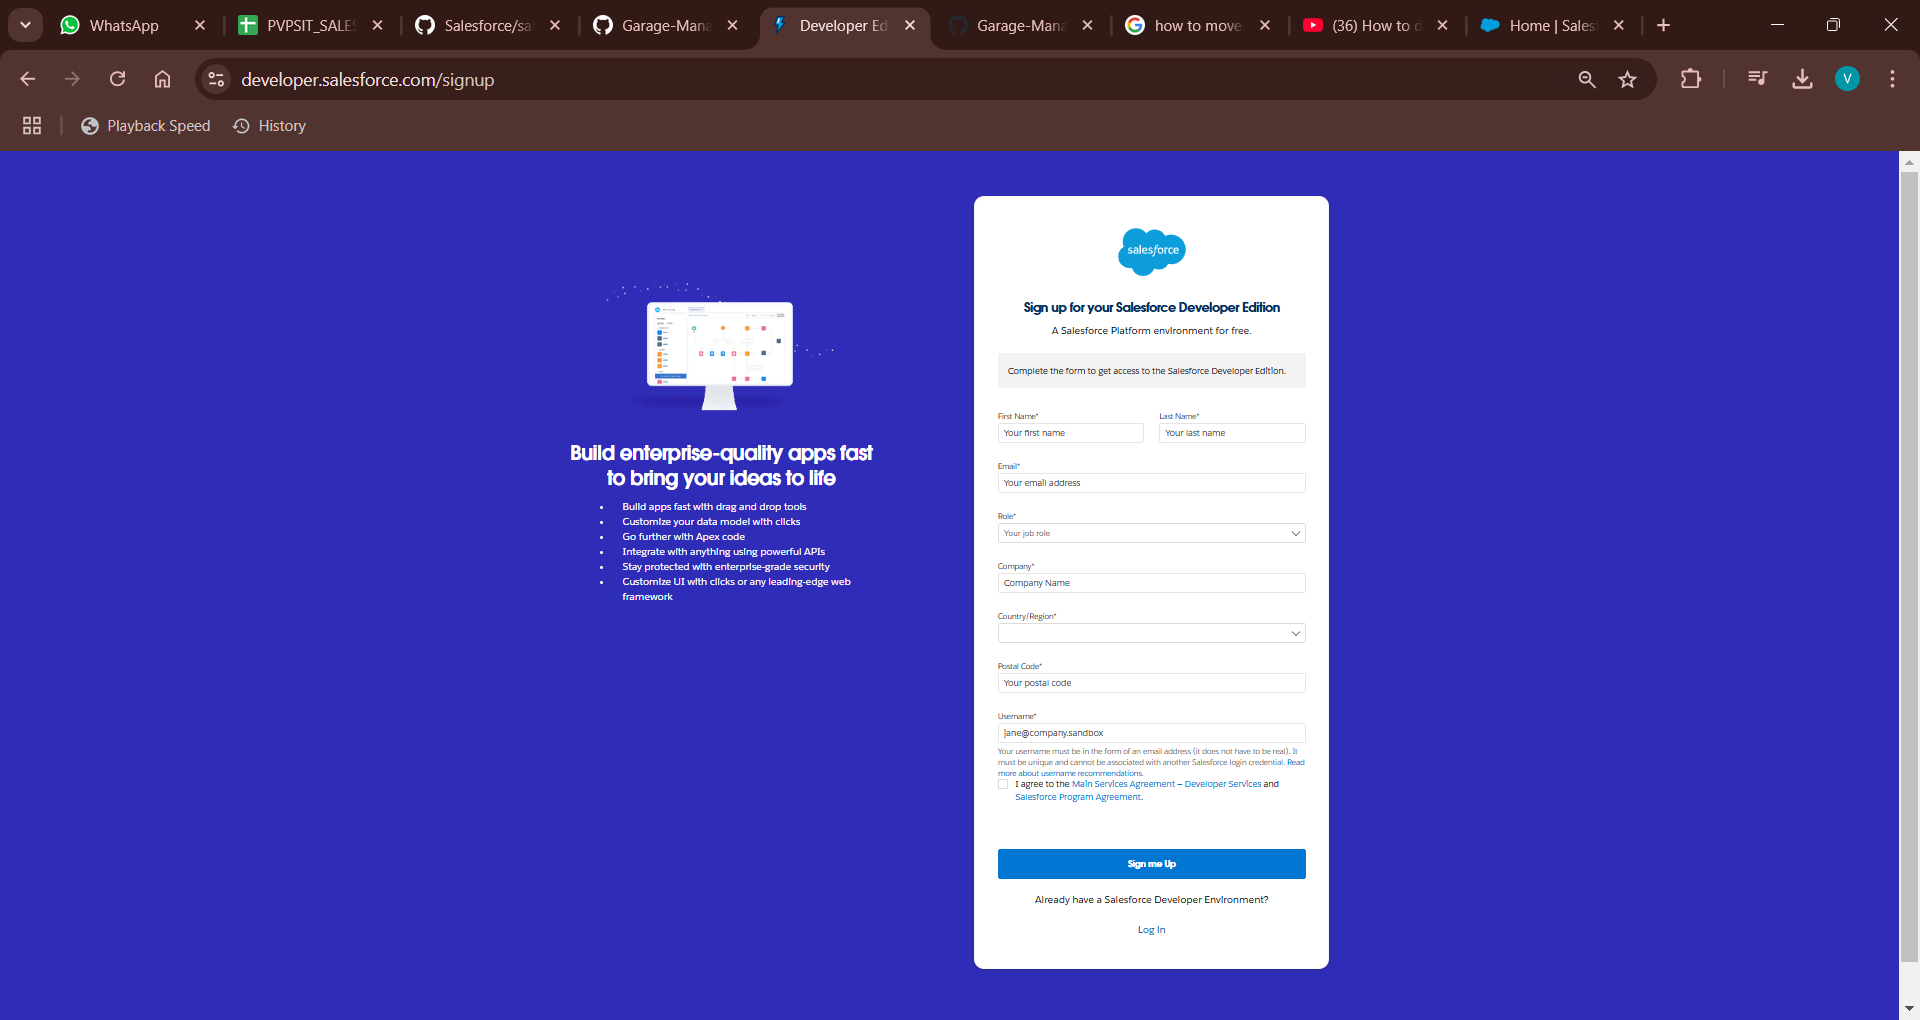 WhatsApp
PVPSIT_SALES
Salesforce/sa
Garage-Mana
Developer Ed
Garage-Mana
how to move
(36) How to d
Home | Sales
developer.salesforce.com/signup
V
Playback Speed
History
salesforce
Sign up for your Salesforce Developer Edition
A Salesforce Platform environment for free.
Complete the form to get access to the Salesforce Developer Edition.
First Name*
Last Name*
Your first name
Your last name
Email*
Your email address
Role*
Your job role
Company*
Company Name
Country/Region*
Postal Code*
Your postal code
Username*
jane@company.sandbox
Your username must be in the form of an email address (it does not have to be real). It
must be unique and cannot be associated with another Salesforce login credential. Read
more about username recommendations.
I agree to the Main Services Agreement – Developer Services and
Salesforce Program Agreement.
Sign me Up
Already have a Salesforce Developer Environment?
Log In
Build enterprise-quality apps fast
to bring your ideas to life
• Build apps fast with drag and drop tools
• Customize your data model with clicks
• Go further with Apex code
• Integrate with anything using powerful APIs
• Stay protected with enterprise-grade security
• Customize UI with clicks or any leading-edge web
framework